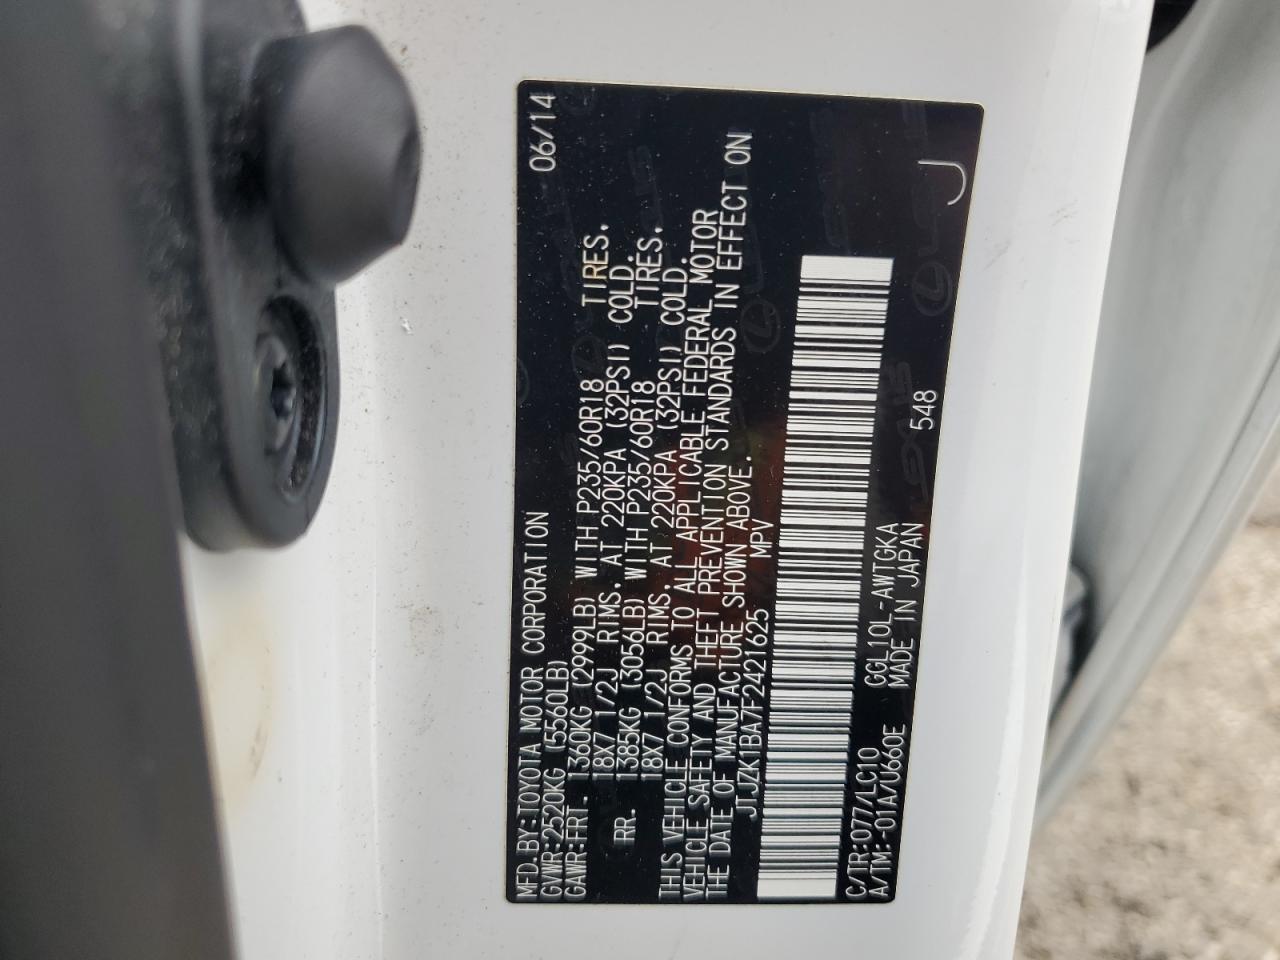 MFD.BY:TOYOTA MOTOR CORPORATION 06/14
GVWR:2520KG (5560LB)
GAWR:FRT. 1360KG (2999LB) WITH P235/60R18 TIRES.
18X7 1/2J RIMS. AT 220KPA (32PSI) COLD.
RR. 1385KG (3056LB) WITH P235/60R18 TIRES.
18X7 1/2J RIMS. AT 220KPA (32PSI) COLD.
THIS VEHICLE CONFORMS TO ALL APPLICABLE FEDERAL MOTOR
VEHICLE SAFETY AND THEFT PREVENTION STANDARDS IN EFFECT ON
THE DATE OF MANUFACTURE SHOWN ABOVE.
JTJZK1BA7F2421625 MPV
C/TR:077/LC10 GGL10L-AWTGKA
A/TM:-01A/U660E MADE IN JAPAN 548
J
LEXUS